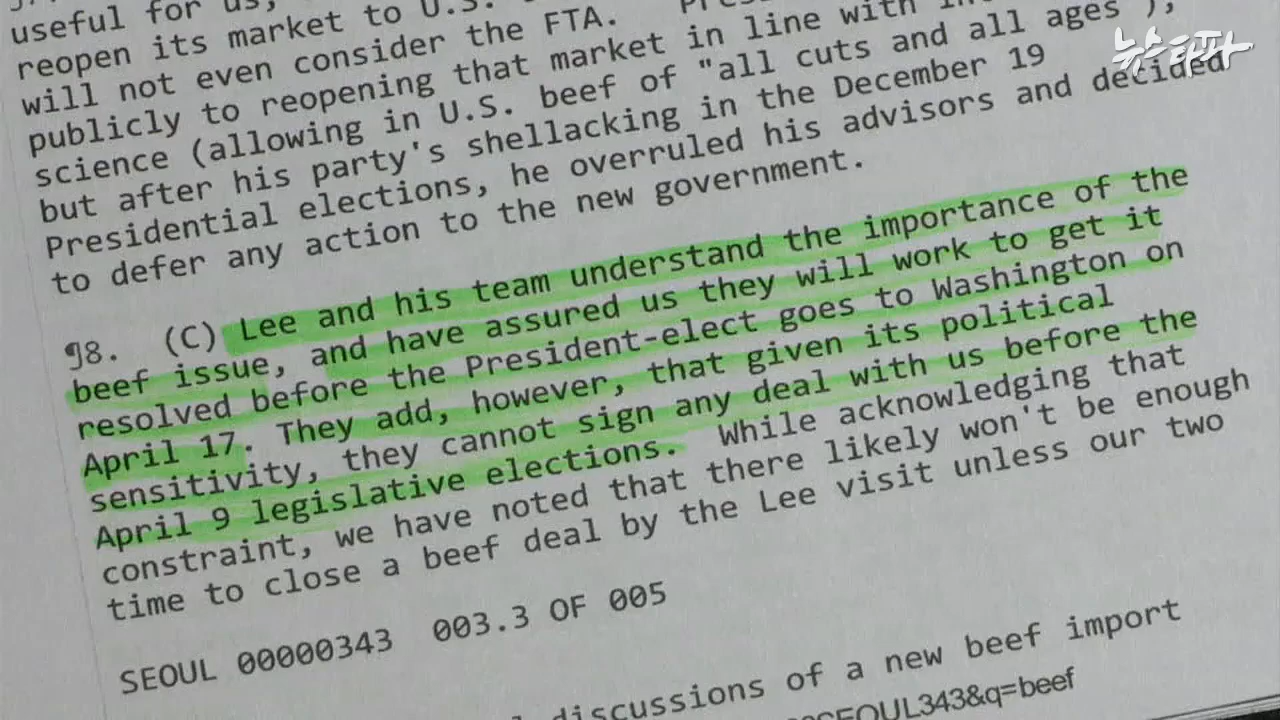 뉴스타파
useful for us,
reopen its market to U.S.
will not even consider the FTA.
publicly to reopening that market in line with
science (allowing in U.S. beef of "all cuts and all ages"),
but after his party's shellacking in the December 19
Presidential elections, he overruled his advisors and decided
to defer any action to the new government.
¶8. (C) Lee and his team understand the importance of the
beef issue, and have assured us they will work to get it
resolved before the President-elect goes to Washington on
April 17. They add, however, that given its political
sensitivity, they cannot sign any deal with us before the
April 9 legislative elections. While acknowledging that
constraint, we have noted that there likely won't be enough
time to close a beef deal by the Lee visit unless our two
SEOUL 00000343 003.3 OF 005
discussions of a new beef import
SEOUL343&q=beef